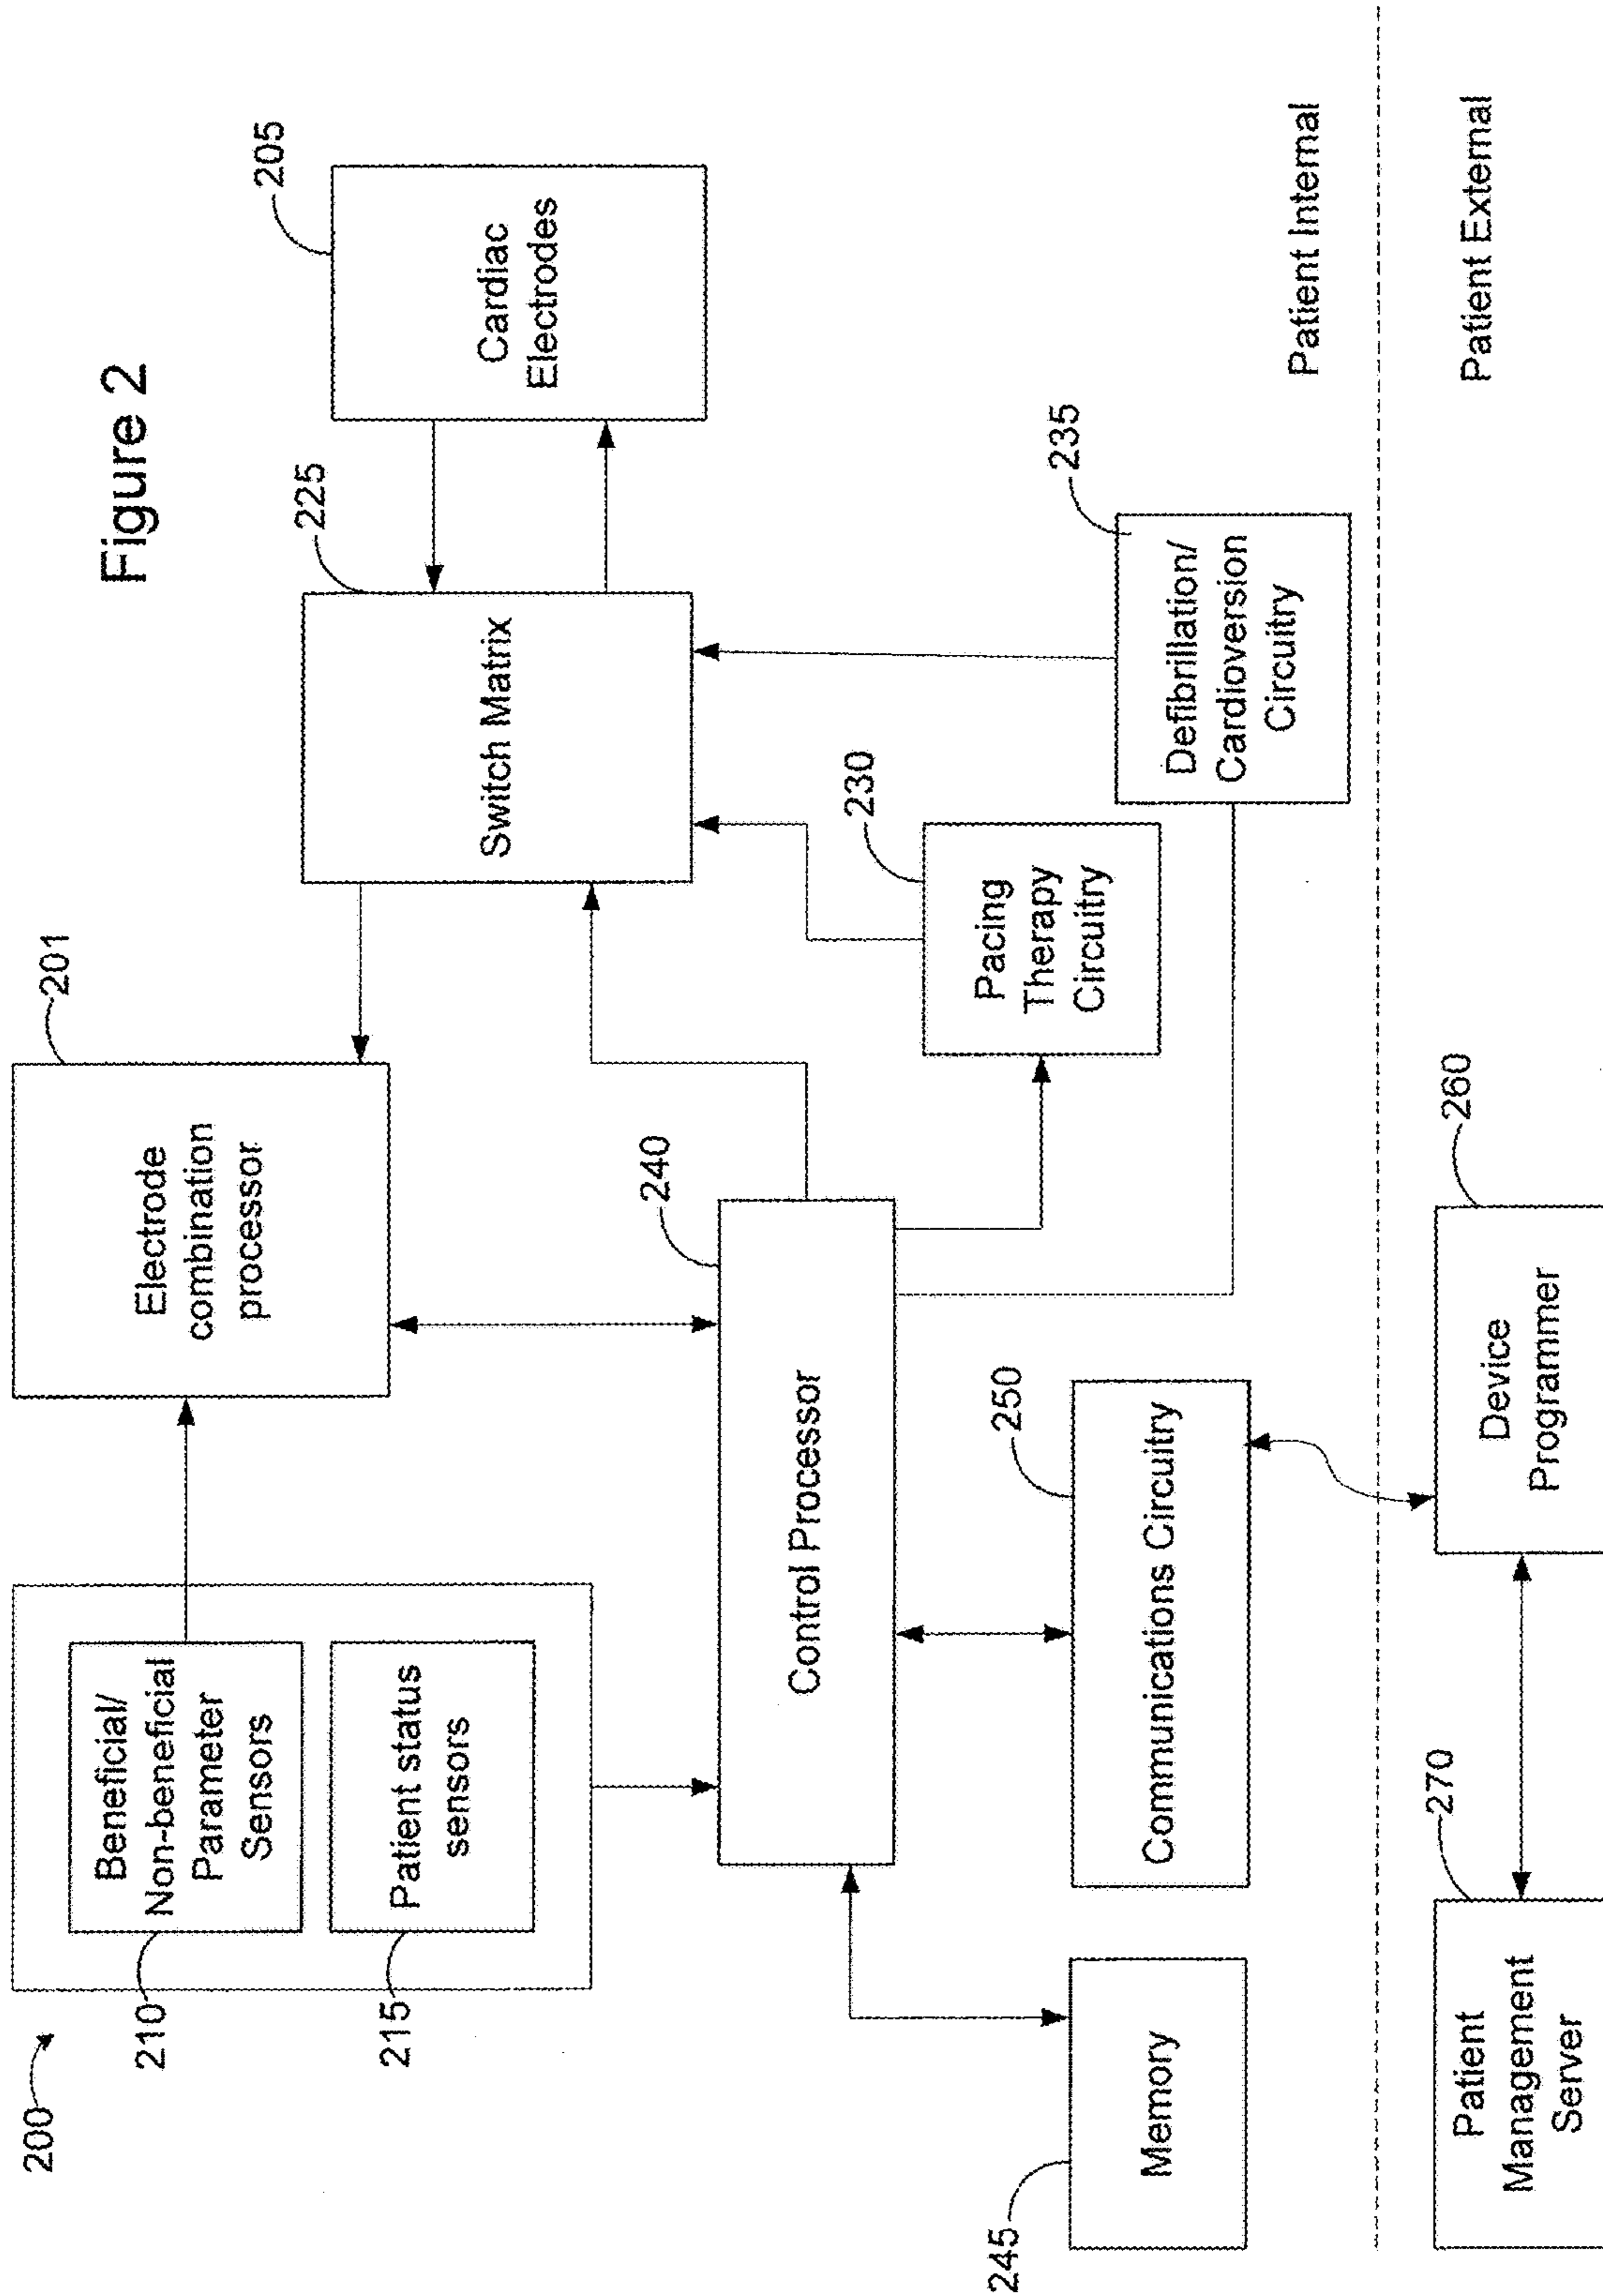 Figure 2
200
210
Beneficial/
Non-beneficial
Parameter
Sensors
215
Patient status
sensors
201
Electrode
combination
processor
225
Switch Matrix
205
Cardiac
Electrodes
240
Control Processor
230
Pacing
Therapy
Circuitry
235
Defibrillation/
Cardioversion
Circuitry
245
Memory
250
Communications Circuitry
Patient Internal
Patient External
270
Patient
Management
Server
260
Device
Programmer